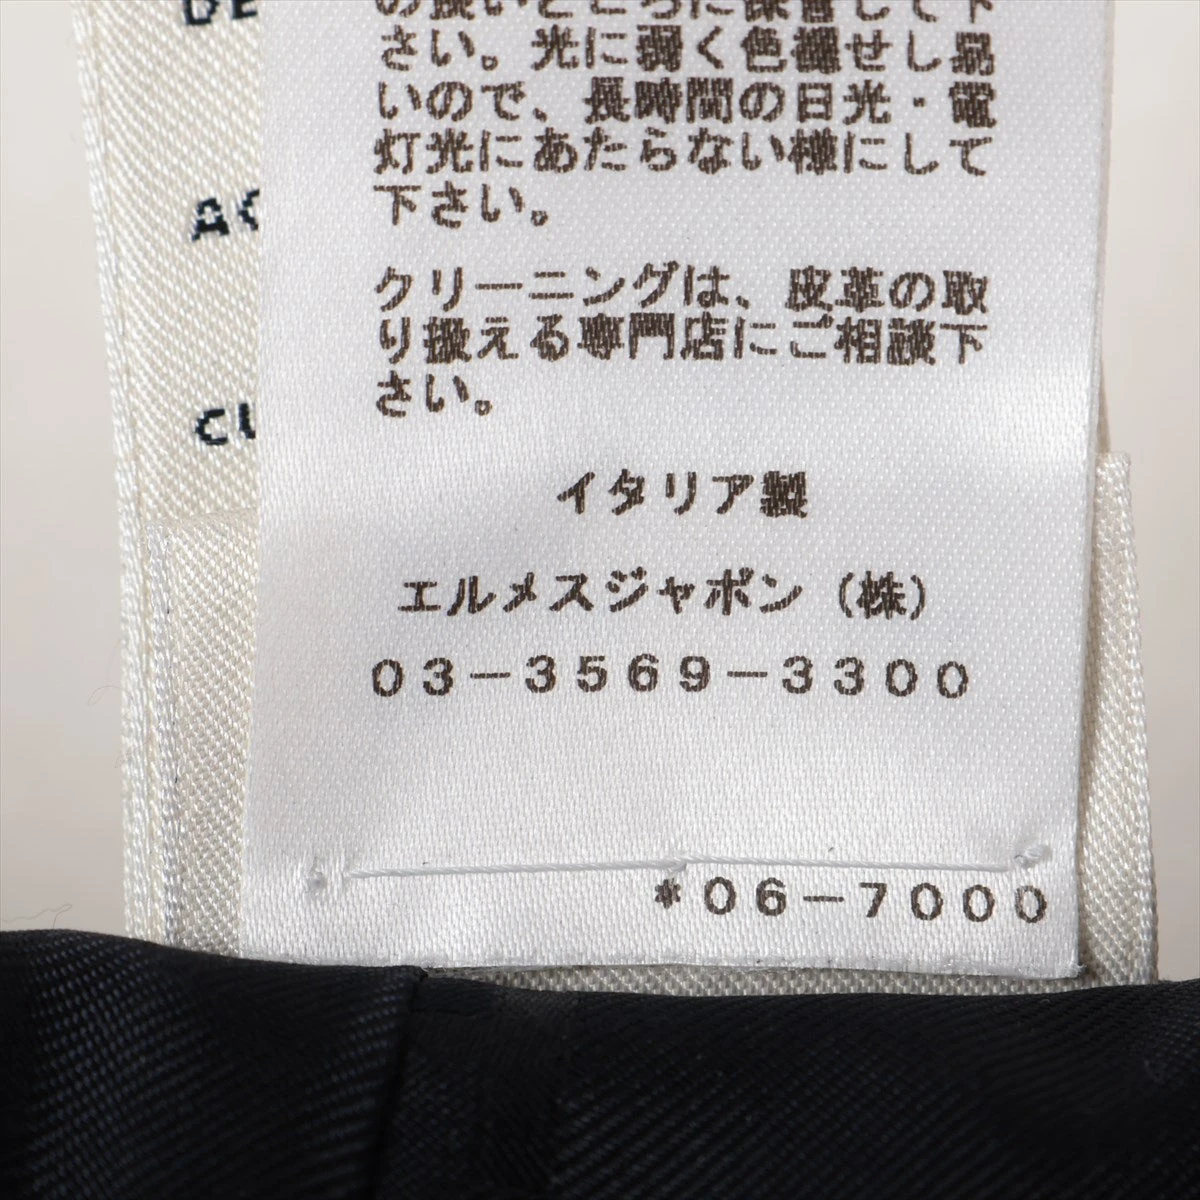 の良いところに保管して下
さい。光に弱く色褪せし易
いので、長時間の日光・電
灯光にあたらない様にして
下さい。
クリーニングは、皮革の取
り扱える専門店にご相談下
さい。
イタリア製
エルメスジャポン（株）
03-3569-3300
*06-7000
DE
AC
CU